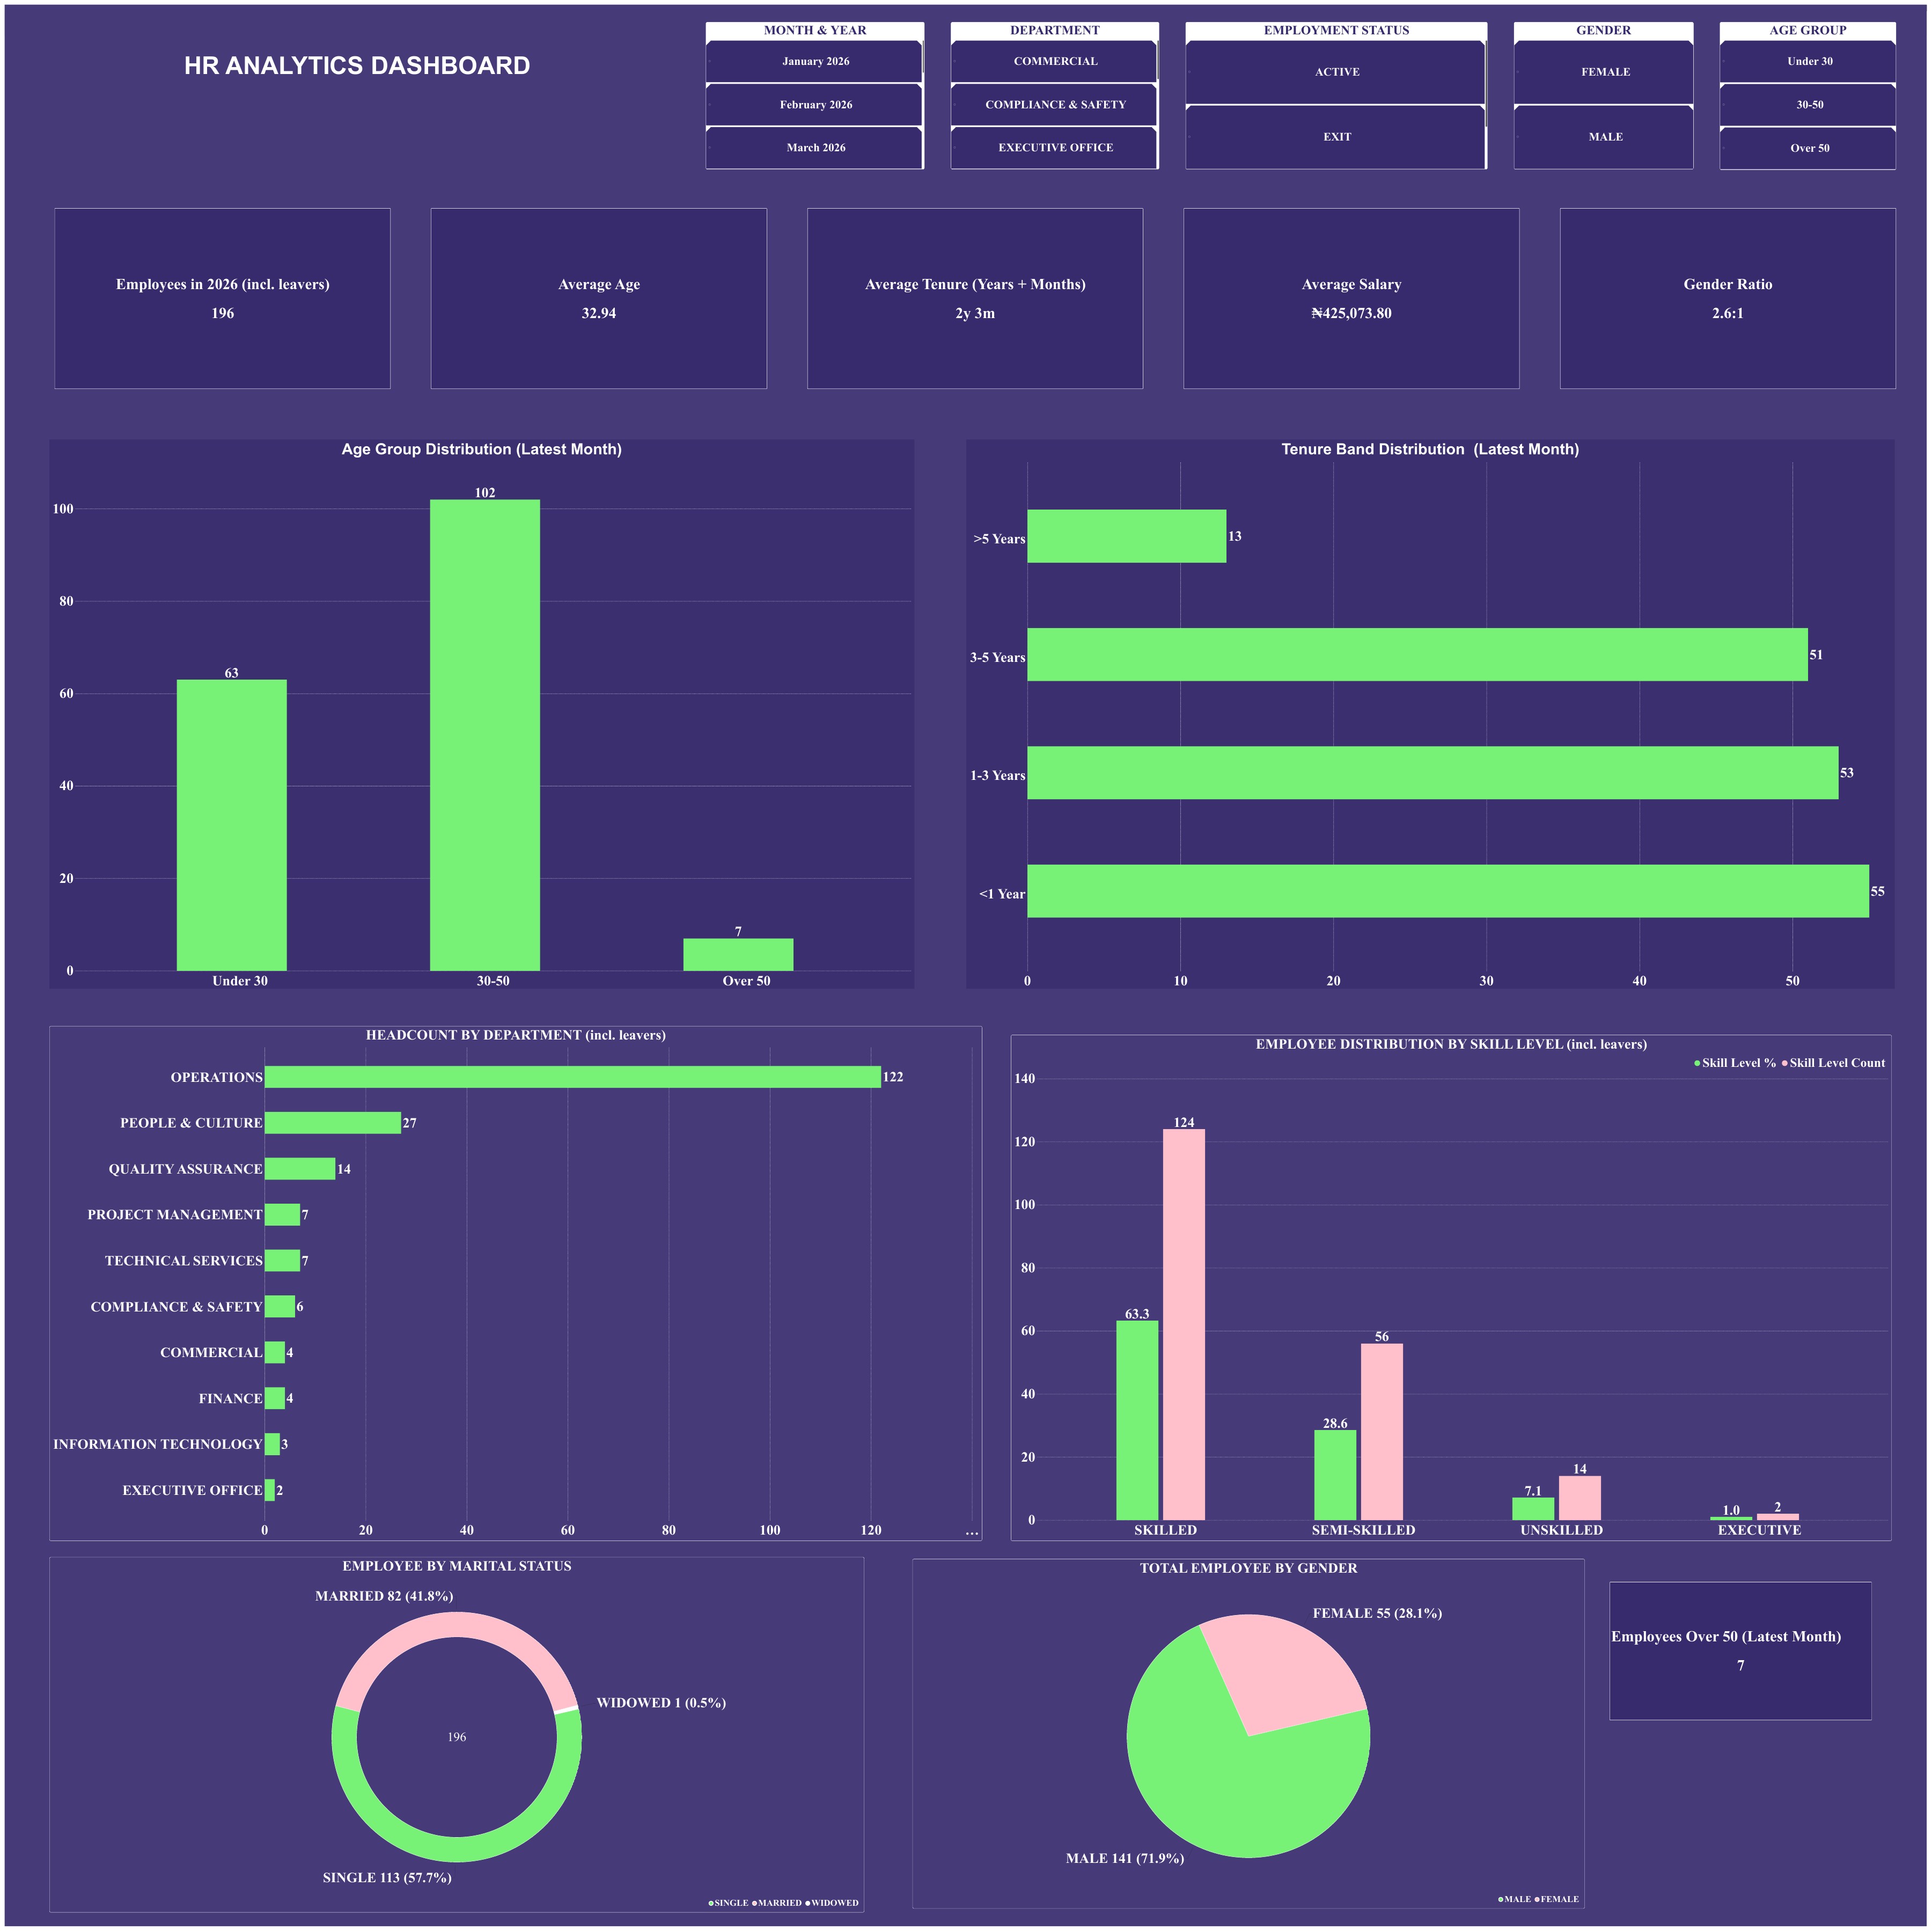 HR ANALYTICS DASHBOARD
MONTH & YEAR
January 2026
February 2026
March 2026
DEPARTMENT
COMMERCIAL
COMPLIANCE & SAFETY
EXECUTIVE OFFICE
EMPLOYMENT STATUS
ACTIVE
EXIT
GENDER
FEMALE
MALE
AGE GROUP
Under 30
30-50
Over 50
Employees in 2026 (incl. leavers)
196
Average Age
32.94
Average Tenure (Years + Months)
2y 3m
Average Salary
₦425,073.80
Gender Ratio
2.6:1
Age Group Distribution (Latest Month)
100
80
60
40
20
0
63
102
7
Under 30
30-50
Over 50
Tenure Band Distribution  (Latest Month)
>5 Years
13
3-5 Years
51
1-3 Years
53
<1 Year
55
0
10
20
30
40
50
HEADCOUNT BY DEPARTMENT (incl. leavers)
OPERATIONS
122
PEOPLE & CULTURE
27
QUALITY ASSURANCE
14
PROJECT MANAGEMENT
7
TECHNICAL SERVICES
7
COMPLIANCE & SAFETY
6
COMMERCIAL
4
FINANCE
4
INFORMATION TECHNOLOGY
3
EXECUTIVE OFFICE
2
0
20
40
60
80
100
120
...
EMPLOYEE DISTRIBUTION BY SKILL LEVEL (incl. leavers)
Skill Level %
Skill Level Count
140
120
100
80
60
40
20
0
63.3
124
28.6
56
7.1
14
1.0
2
SKILLED
SEMI-SKILLED
UNSKILLED
EXECUTIVE
EMPLOYEE BY MARITAL STATUS
MARRIED 82 (41.8%)
WIDOWED 1 (0.5%)
196
SINGLE 113 (57.7%)
SINGLE
MARRIED
WIDOWED
TOTAL EMPLOYEE BY GENDER
FEMALE 55 (28.1%)
MALE 141 (71.9%)
MALE
FEMALE
Employees Over 50 (Latest Month)
7